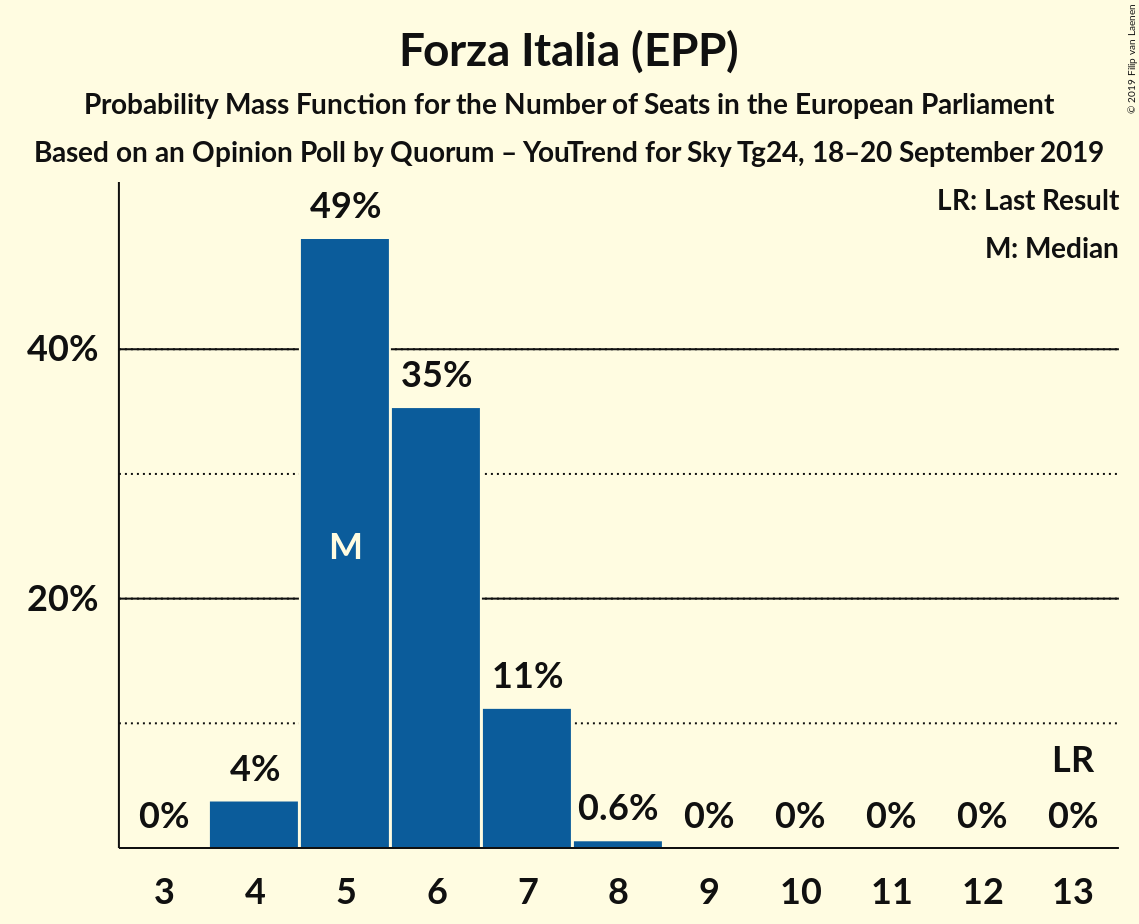 Forza Italia (EPP)
Probability Mass Function for the Number of Seats in the European Parliament
Based on an Opinion Poll by Quorum – YouTrend for Sky Tg24, 18–20 September 2019
© 2019 Filip van Laenen
LR: Last Result
M: Median
49%
40%
35%
M
20%
11%
LR
4%
0%
0.6%
0%
0%
0%
0%
0%
3 4 5 6 7 8 9 10 11 12 13